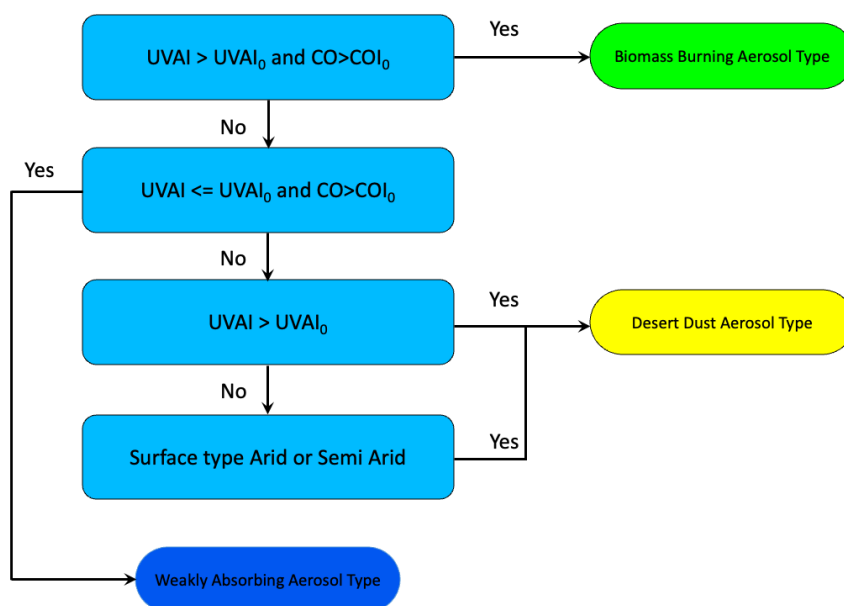 UVAI > UVAI₀ and CO>COI₀
Yes
Biomass Burning Aerosol Type
No
Yes
UVAI <= UVAI₀ and CO>COI₀
No
UVAI > UVAI₀
Yes
Desert Dust Aerosol Type
No
Surface type Arid or Semi Arid
Yes
Weakly Absorbing Aerosol Type